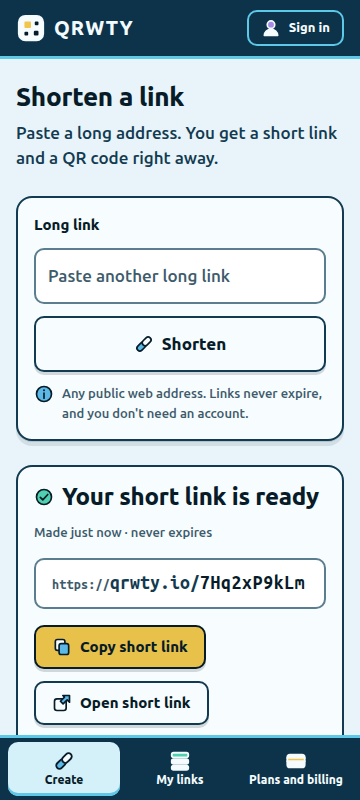 QRWTY
Sign in
Shorten a link
Paste a long address. You get a short link
and a QR code right away.
Long link
Paste another long link
Shorten
Any public web address. Links never expire,
and you don't need an account.
Your short link is ready
Made just now · never expires
https://qrwty.io/7Hq2xP9kLm
Copy short link
Open short link
Create
My links
Plans and billing